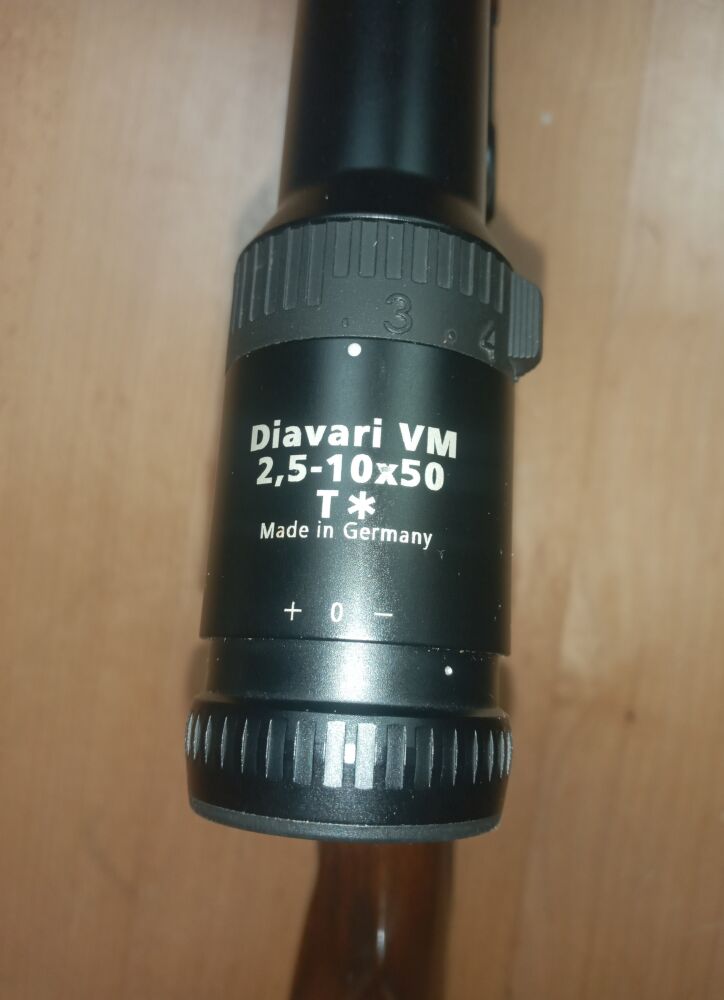 . 3 . 4
Diavari VM
2,5-10x50
T*
Made in Germany
+ 0 -